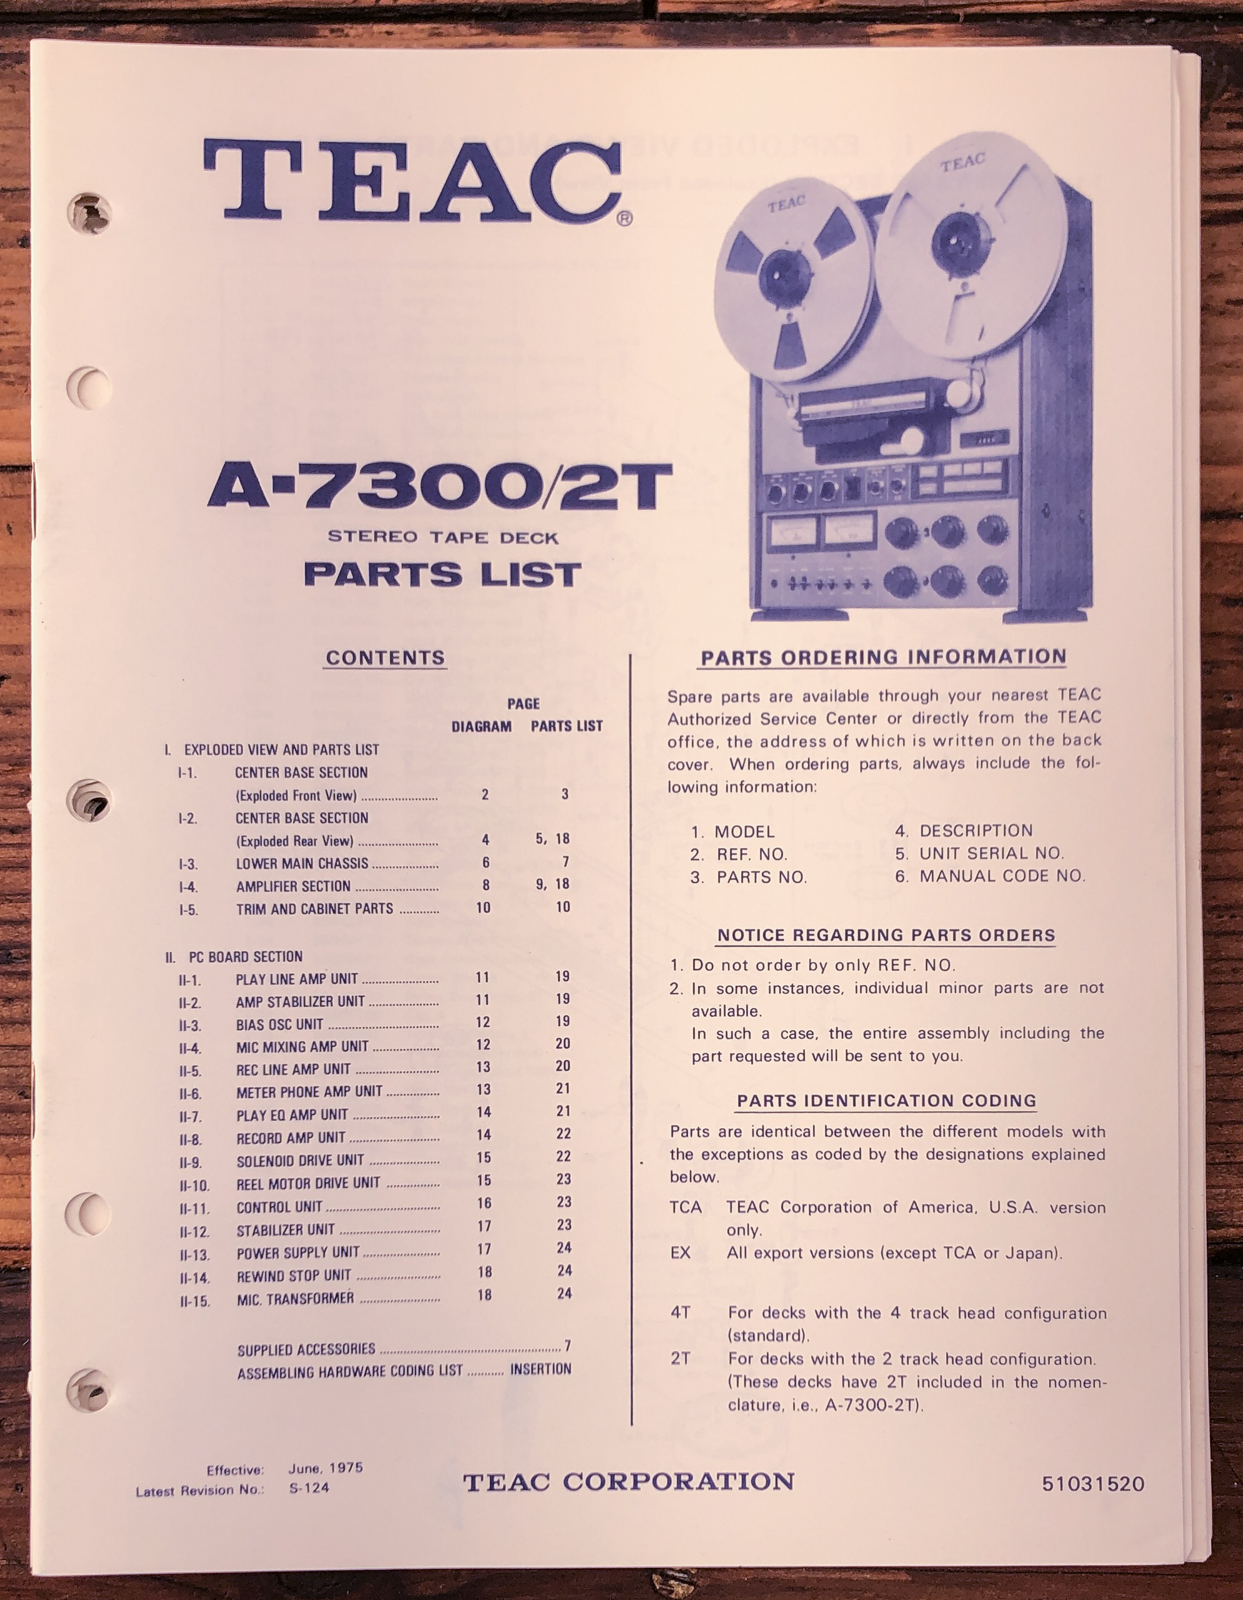 TEAC®
TEAC
TEAC
A-7300/2T
STEREO TAPE DECK
PARTS LIST
CONTENTS
PAGE
DIAGRAM PARTS LIST
I. EXPLODED VIEW AND PARTS LIST
I-1. CENTER BASE SECTION
(Exploded Front View) ........................ 2 3
I-2. CENTER BASE SECTION
(Exploded Rear View) ......................... 4 5, 18
I-3. LOWER MAIN CHASSIS ..................... 6 7
I-4. AMPLIFIER SECTION ......................... 8 9, 18
I-5. TRIM AND CABINET PARTS ............ 10 10
II. PC BOARD SECTION
II-1. PLAY LINE AMP UNIT ....................... 11 19
II-2. AMP STABILIZER UNIT ..................... 11 19
II-3. BIAS OSC UNIT ................................. 12 19
II-4. MIC MIXING AMP UNIT .................... 12 20
II-5. REC LINE AMP UNIT ......................... 13 20
II-6. METER PHONE AMP UNIT ................ 13 21
II-7. PLAY EQ AMP UNIT .......................... 14 21
II-8. RECORD AMP UNIT ........................... 14 22
II-9. SOLENOID DRIVE UNIT ..................... 15 22
II-10. REEL MOTOR DRIVE UNIT ................ 15 23
II-11. CONTROL UNIT .................................. 16 23
II-12. STABILIZER UNIT ............................... 17 23
II-13. POWER SUPPLY UNIT ....................... 17 24
II-14. REWIND STOP UNIT ......................... 18 24
II-15. MIC. TRANSFORMER ........................ 18 24
SUPPLIED ACCESSORIES ...................................................... 7
ASSEMBLING HARDWARE CODING LIST ........... INSERTION
PARTS ORDERING INFORMATION
Spare parts are available through your nearest TEAC
Authorized Service Center or directly from the TEAC
office, the address of which is written on the back
cover. When ordering parts, always include the fol-
lowing information:
1. MODEL 4. DESCRIPTION
2. REF. NO. 5. UNIT SERIAL NO.
3. PARTS NO. 6. MANUAL CODE NO.
NOTICE REGARDING PARTS ORDERS
1. Do not order by only REF. NO.
2. In some instances, individual minor parts are not
available.
In such a case, the entire assembly including the
part requested will be sent to you.
PARTS IDENTIFICATION CODING
Parts are identical between the different models with
the exceptions as coded by the designations explained
below.
TCA TEAC Corporation of America, U.S.A. version
only.
EX All export versions (except TCA or Japan).
4T For decks with the 4 track head configuration
(standard).
2T For decks with the 2 track head configuration.
(These decks have 2T included in the nomen-
clature, i.e., A-7300-2T).
Effective: June, 1975
Latest Revision No.: S-124
TEAC CORPORATION
51031520